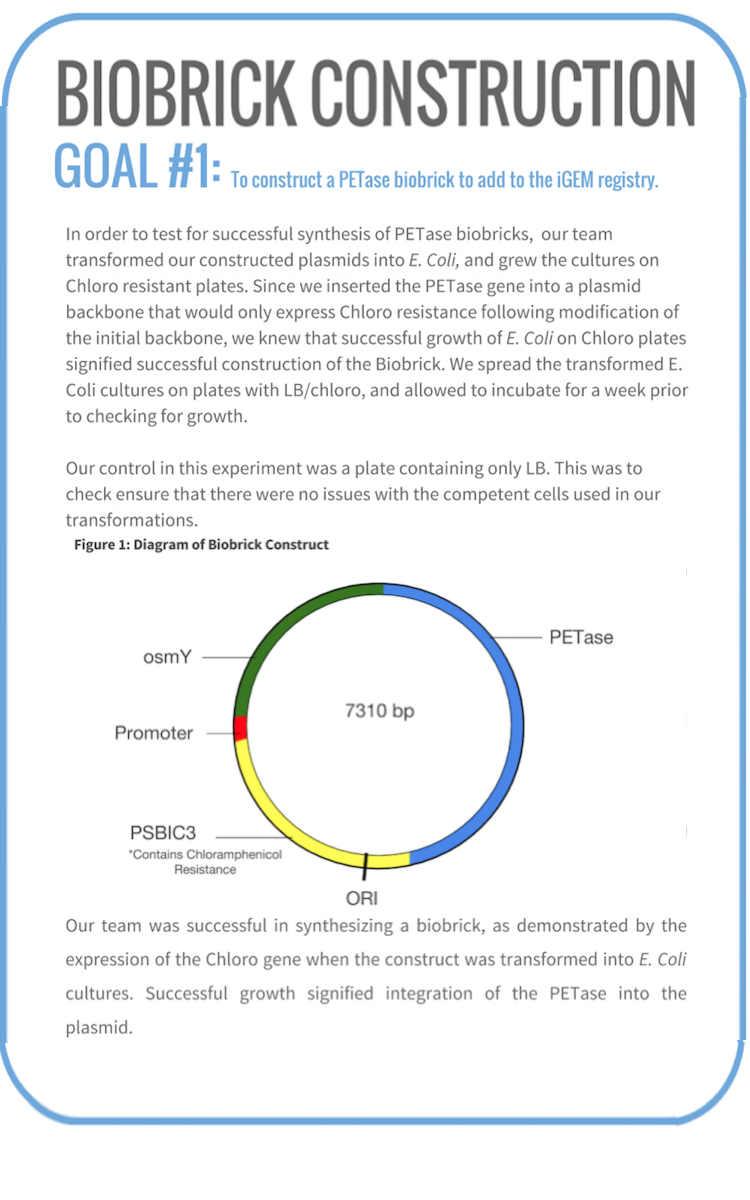 BIOBRICK CONSTRUCTION
GOAL #1: To construct a PETase biobrick to add to the iGEM registry.
In order to test for successful synthesis of PETase biobricks, our team
transformed our constructed plasmids into E. Coli, and grew the cultures on
Chloro resistant plates. Since we inserted the PETase gene into a plasmid
backbone that would only express Chloro resistance following modification of
the initial backbone, we knew that successful growth of E. Coli on Chloro plates
signified successful construction of the Biobrick. We spread the transformed E.
Coli cultures on plates with LB/chloro, and allowed to incubate for a week prior
to checking for growth.
Our control in this experiment was a plate containing only LB. This was to
check ensure that there were no issues with the competent cells used in our
transformations.
Figure 1: Diagram of Biobrick Construct
PETase
osmY
7310 bp
Promoter
PSBIC3
*Contains Chloramphenicol
Resistance
ORI
Our team was successful in synthesizing a biobrick, as demonstrated by the
expression of the Chloro gene when the construct was transformed into E. Coli
cultures. Successful growth signified integration of the PETase into the
plasmid.